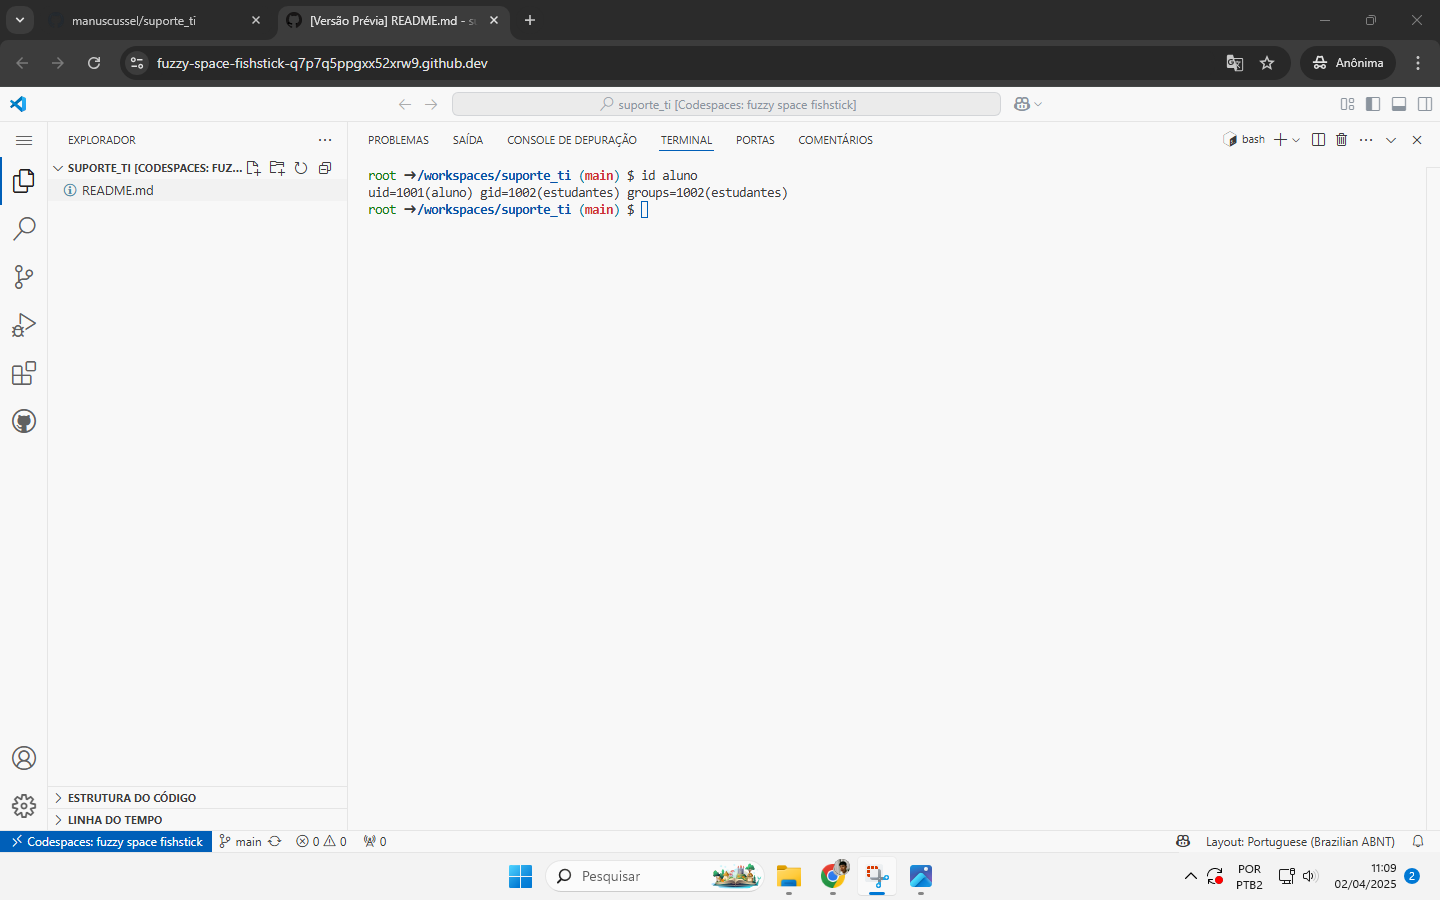 manuscussel/suporte_ti
[Versão Prévia] README.md - su
fuzzy-space-fishstick-q7p7q5ppgxx52xrw9.github.dev
Anônima
suporte_ti [Codespaces: fuzzy space fishstick]
EXPLORADOR
SUPORTE_TI [CODESPACES: FUZ...
README.md
PROBLEMAS SAÍDA CONSOLE DE DEPURAÇÃO TERMINAL PORTAS COMENTÁRIOS
bash
root ➜/workspaces/suporte_ti (main) $ id aluno
uid=1001(aluno) gid=1002(estudantes) groups=1002(estudantes)
root ➜/workspaces/suporte_ti (main) $
ESTRUTURA DO CÓDIGO
LINHA DO TEMPO
Codespaces: fuzzy space fishstick main 0 0 0 Layout: Portuguese (Brazilian ABNT)
Pesquisar
POR
PTB2
11:09
02/04/2025
2